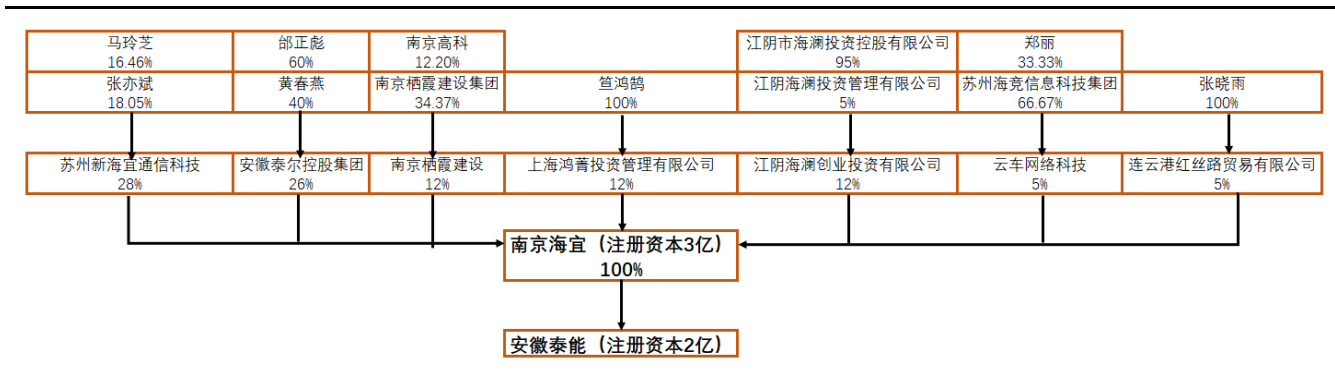 马玲芝
16.46%
邰正彪
60%
南京高科
12.20%
江阴市海澜投资控股有限公司
95%
郑丽
33.33%
张亦斌
18.05%
黄春燕
40%
南京栖霞建设集团
34.37%
笪鸿鹄
100%
江阴海澜投资管理有限公司
5%
苏州海竞信息科技集团
66.67%
张晓雨
100%
苏州新海宜通信科技
28%
安徽泰尔控股集团
26%
南京栖霞建设
12%
上海鸿菁投资管理有限公司
12%
江阴海澜创业投资有限公司
12%
云车网络科技
5%
连云港红丝路贸易有限公司
5%
南京海宜（注册资本3亿）
100%
安徽泰能（注册资本2亿）